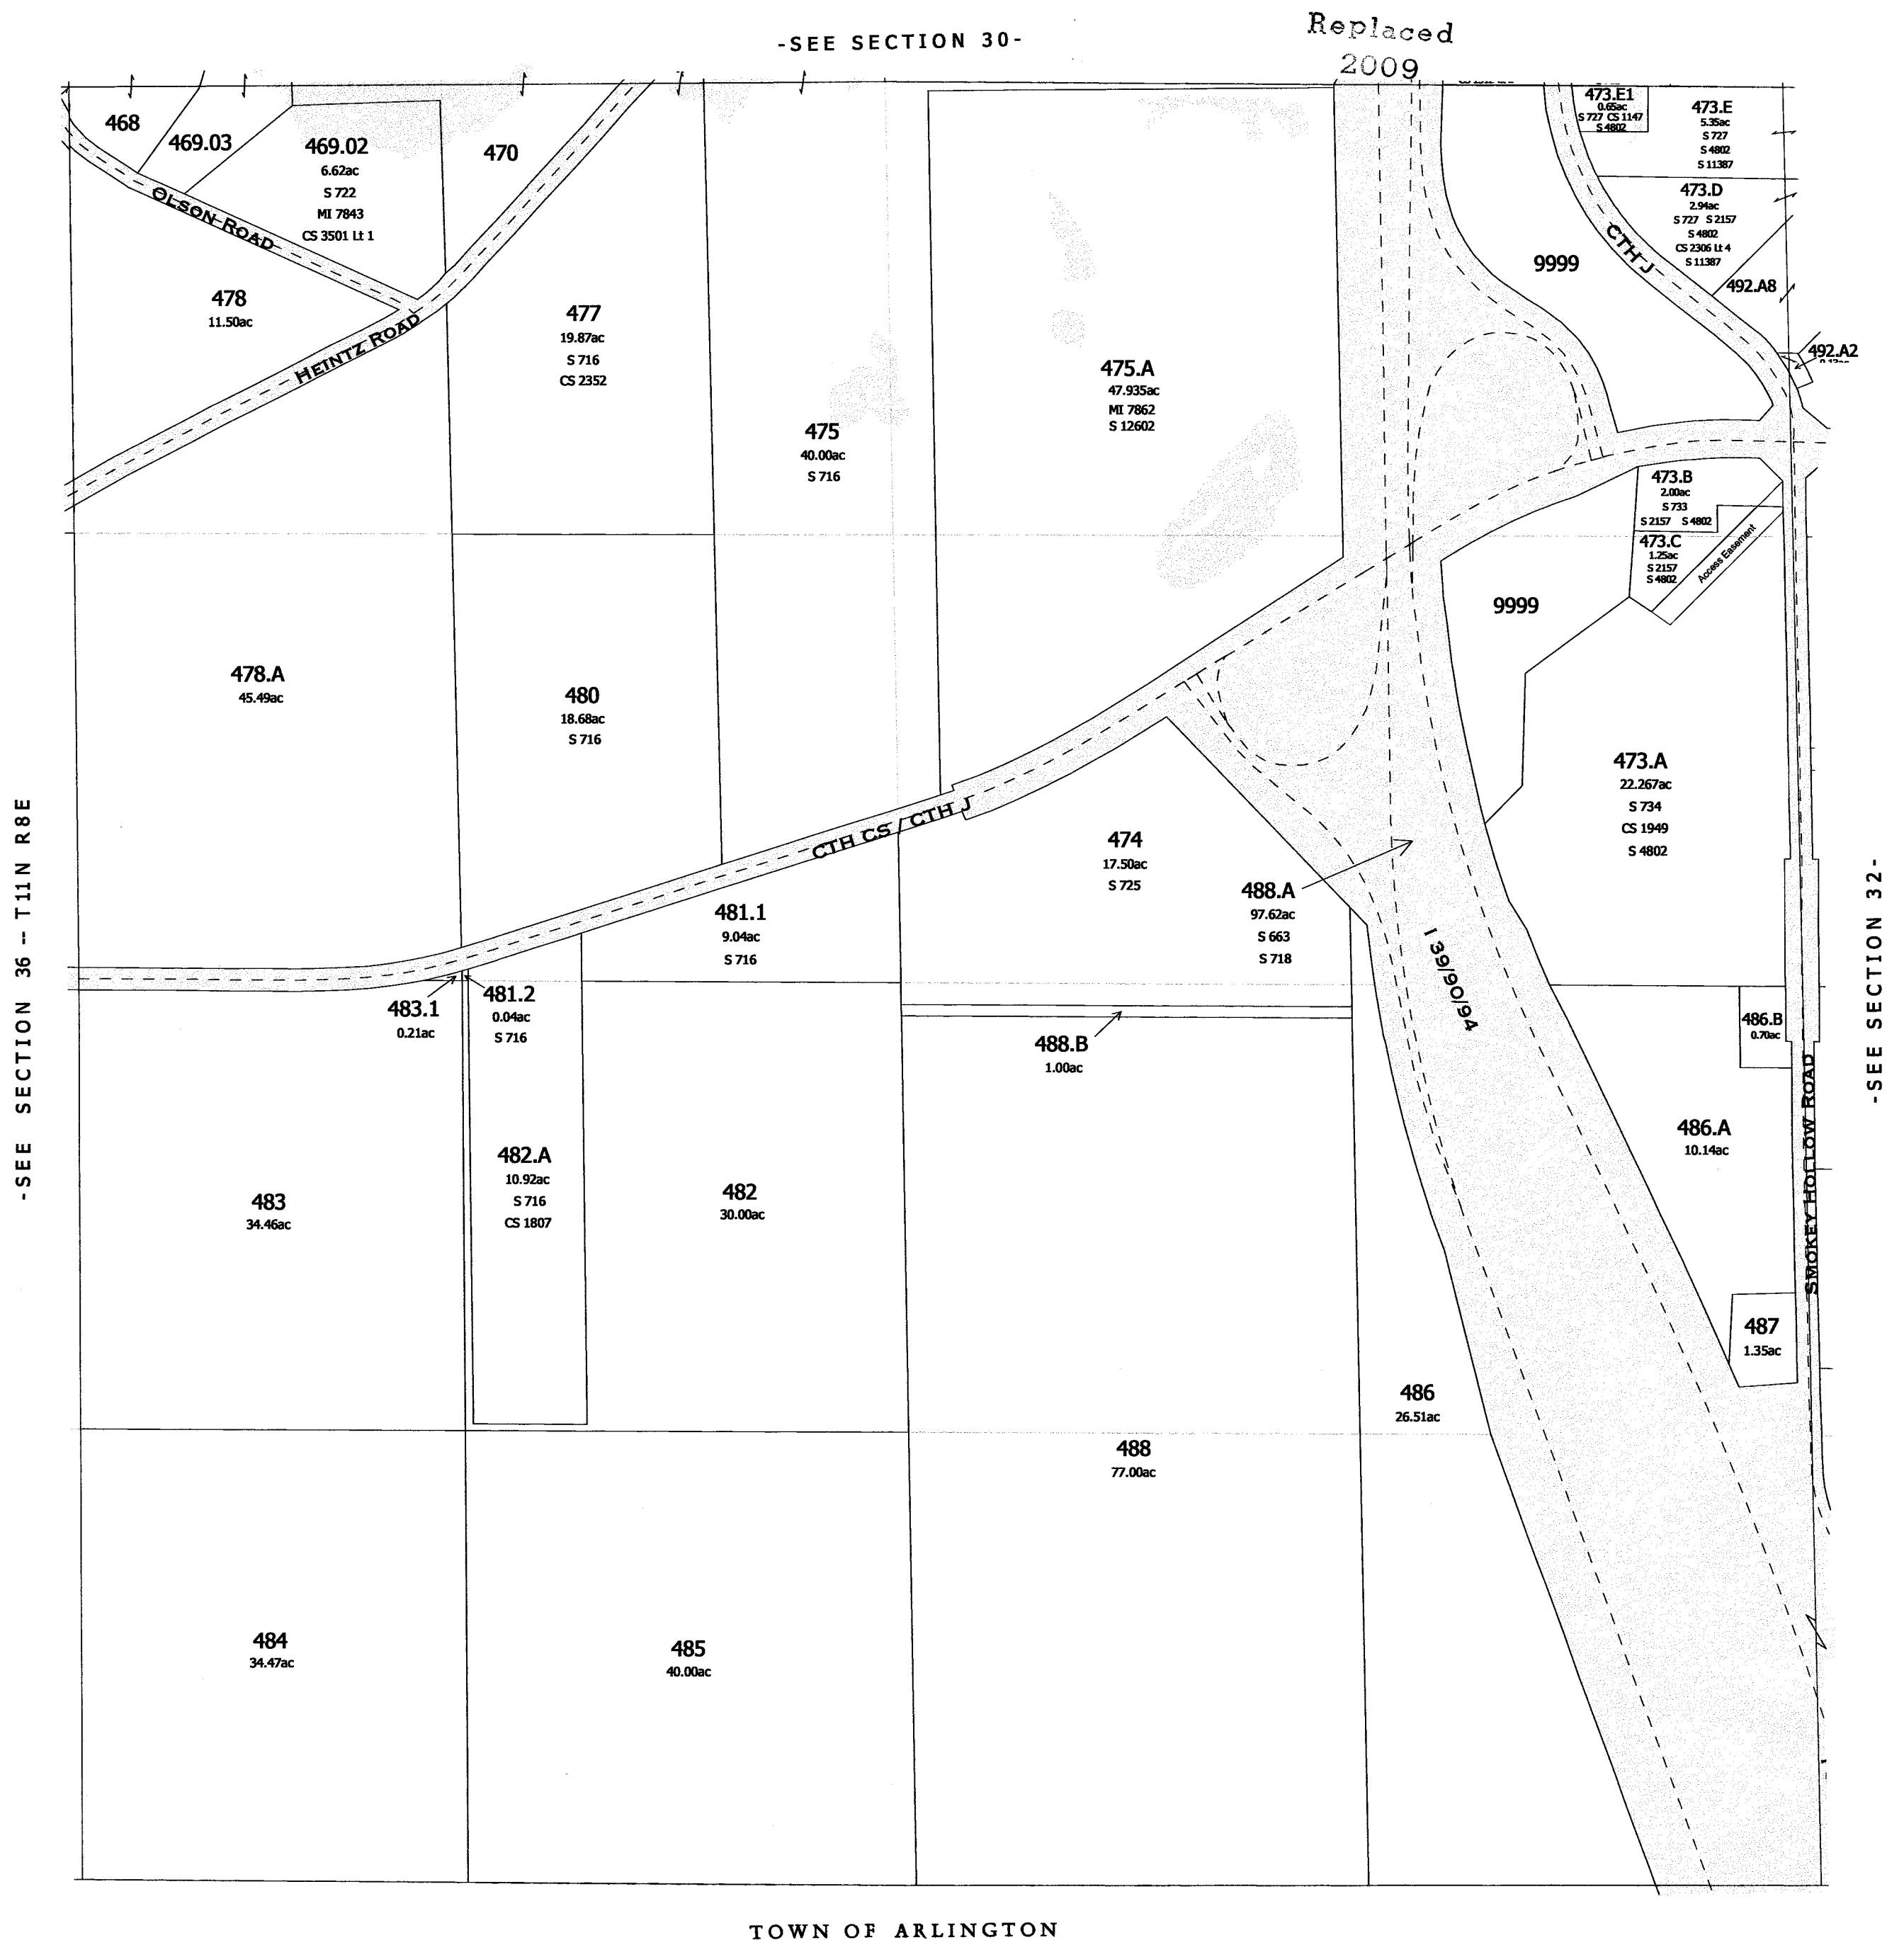 -SEE SECTION 30-
Replaced
2009
468
469.03
469.02
6.62ac
S 722
MI 7843
CS 3501 Lt 1
470
OLSON ROAD
HEINTZ ROAD
478
11.50ac
477
19.87ac
S 716
CS 2352
475
40.00ac
S 716
475.A
47.935ac
MI 7862
S 12602
9999
CTH J
473.E1
0.65ac
S 727 CS 1147
S 4802
473.E
5.35ac
S 727
S 4802
S 11387
473.D
2.94ac
S 727 S 2157
S 4802
CS 2306 Lt 4
S 11387
492.A8
492.A2
473.B
2.00ac
S 733
S 2157 S 4802
473.C
1.25ac
S 2157
S 4802
Access Easement
9999
478.A
45.49ac
480
18.68ac
S 716
CTH CS / CTH J
473.A
22.267ac
S 734
CS 1949
S 4802
474
17.50ac
S 725
488.A
97.62ac
S 663
S 718
481.1
9.04ac
S 716
I 39/90/94
483.1
0.21ac
481.2
0.04ac
S 716
488.B
1.00ac
486.B
0.70ac
486.A
10.14ac
SMOKEY HOLLOW ROAD
482.A
10.92ac
S 716
CS 1807
483
34.46ac
482
30.00ac
487
1.35ac
486
26.51ac
488
77.00ac
484
34.47ac
485
40.00ac
-SEE SECTION 36 -- T11N R8E
-SEE SECTION 32-
TOWN OF ARLINGTON